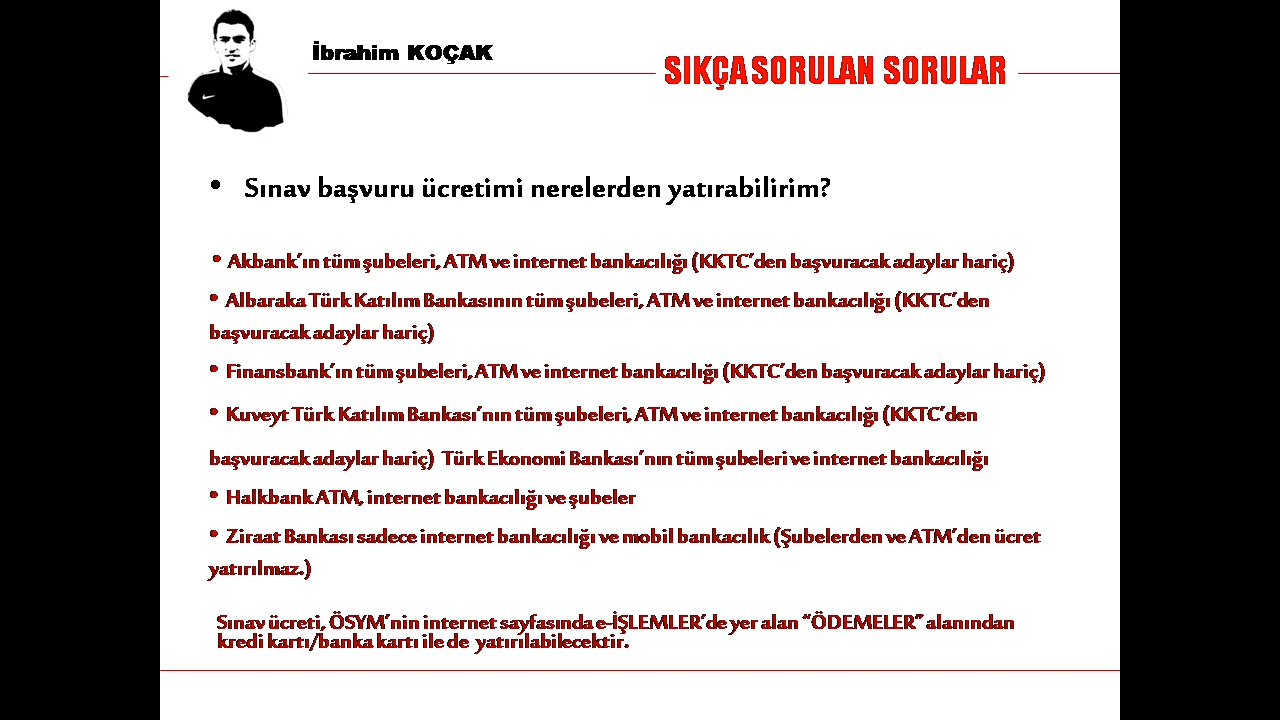 İbrahim KOÇAK
SIKÇA SORULAN SORULAR
• Sınav başvuru ücretimi nerelerden yatırabilirim?
• Akbank’ın tüm şubeleri, ATM ve internet bankacılığı (KKTC’den başvuracak adaylar hariç)
• Albaraka Türk Katılım Bankasının tüm şubeleri, ATM ve internet bankacılığı (KKTC’den
başvuracak adaylar hariç)
• Finansbank’ın tüm şubeleri, ATM ve internet bankacılığı (KKTC’den başvuracak adaylar hariç)
• Kuveyt Türk Katılım Bankası’nın tüm şubeleri, ATM ve internet bankacılığı (KKTC’den
başvuracak adaylar hariç) Türk Ekonomi Bankası’nın tüm şubeleri ve internet bankacılığı
• Halkbank ATM, internet bankacılığı ve şubeler
• Ziraat Bankası sadece internet bankacılığı ve mobil bankacılık (Şubelerden ve ATM’den ücret
yatırılmaz.)
Sınav ücreti, ÖSYM’nin internet sayfasında e-İŞLEMLER’de yer alan “ÖDEMELER” alanından
kredi kartı/banka kartı ile de yatırılabilecektir.